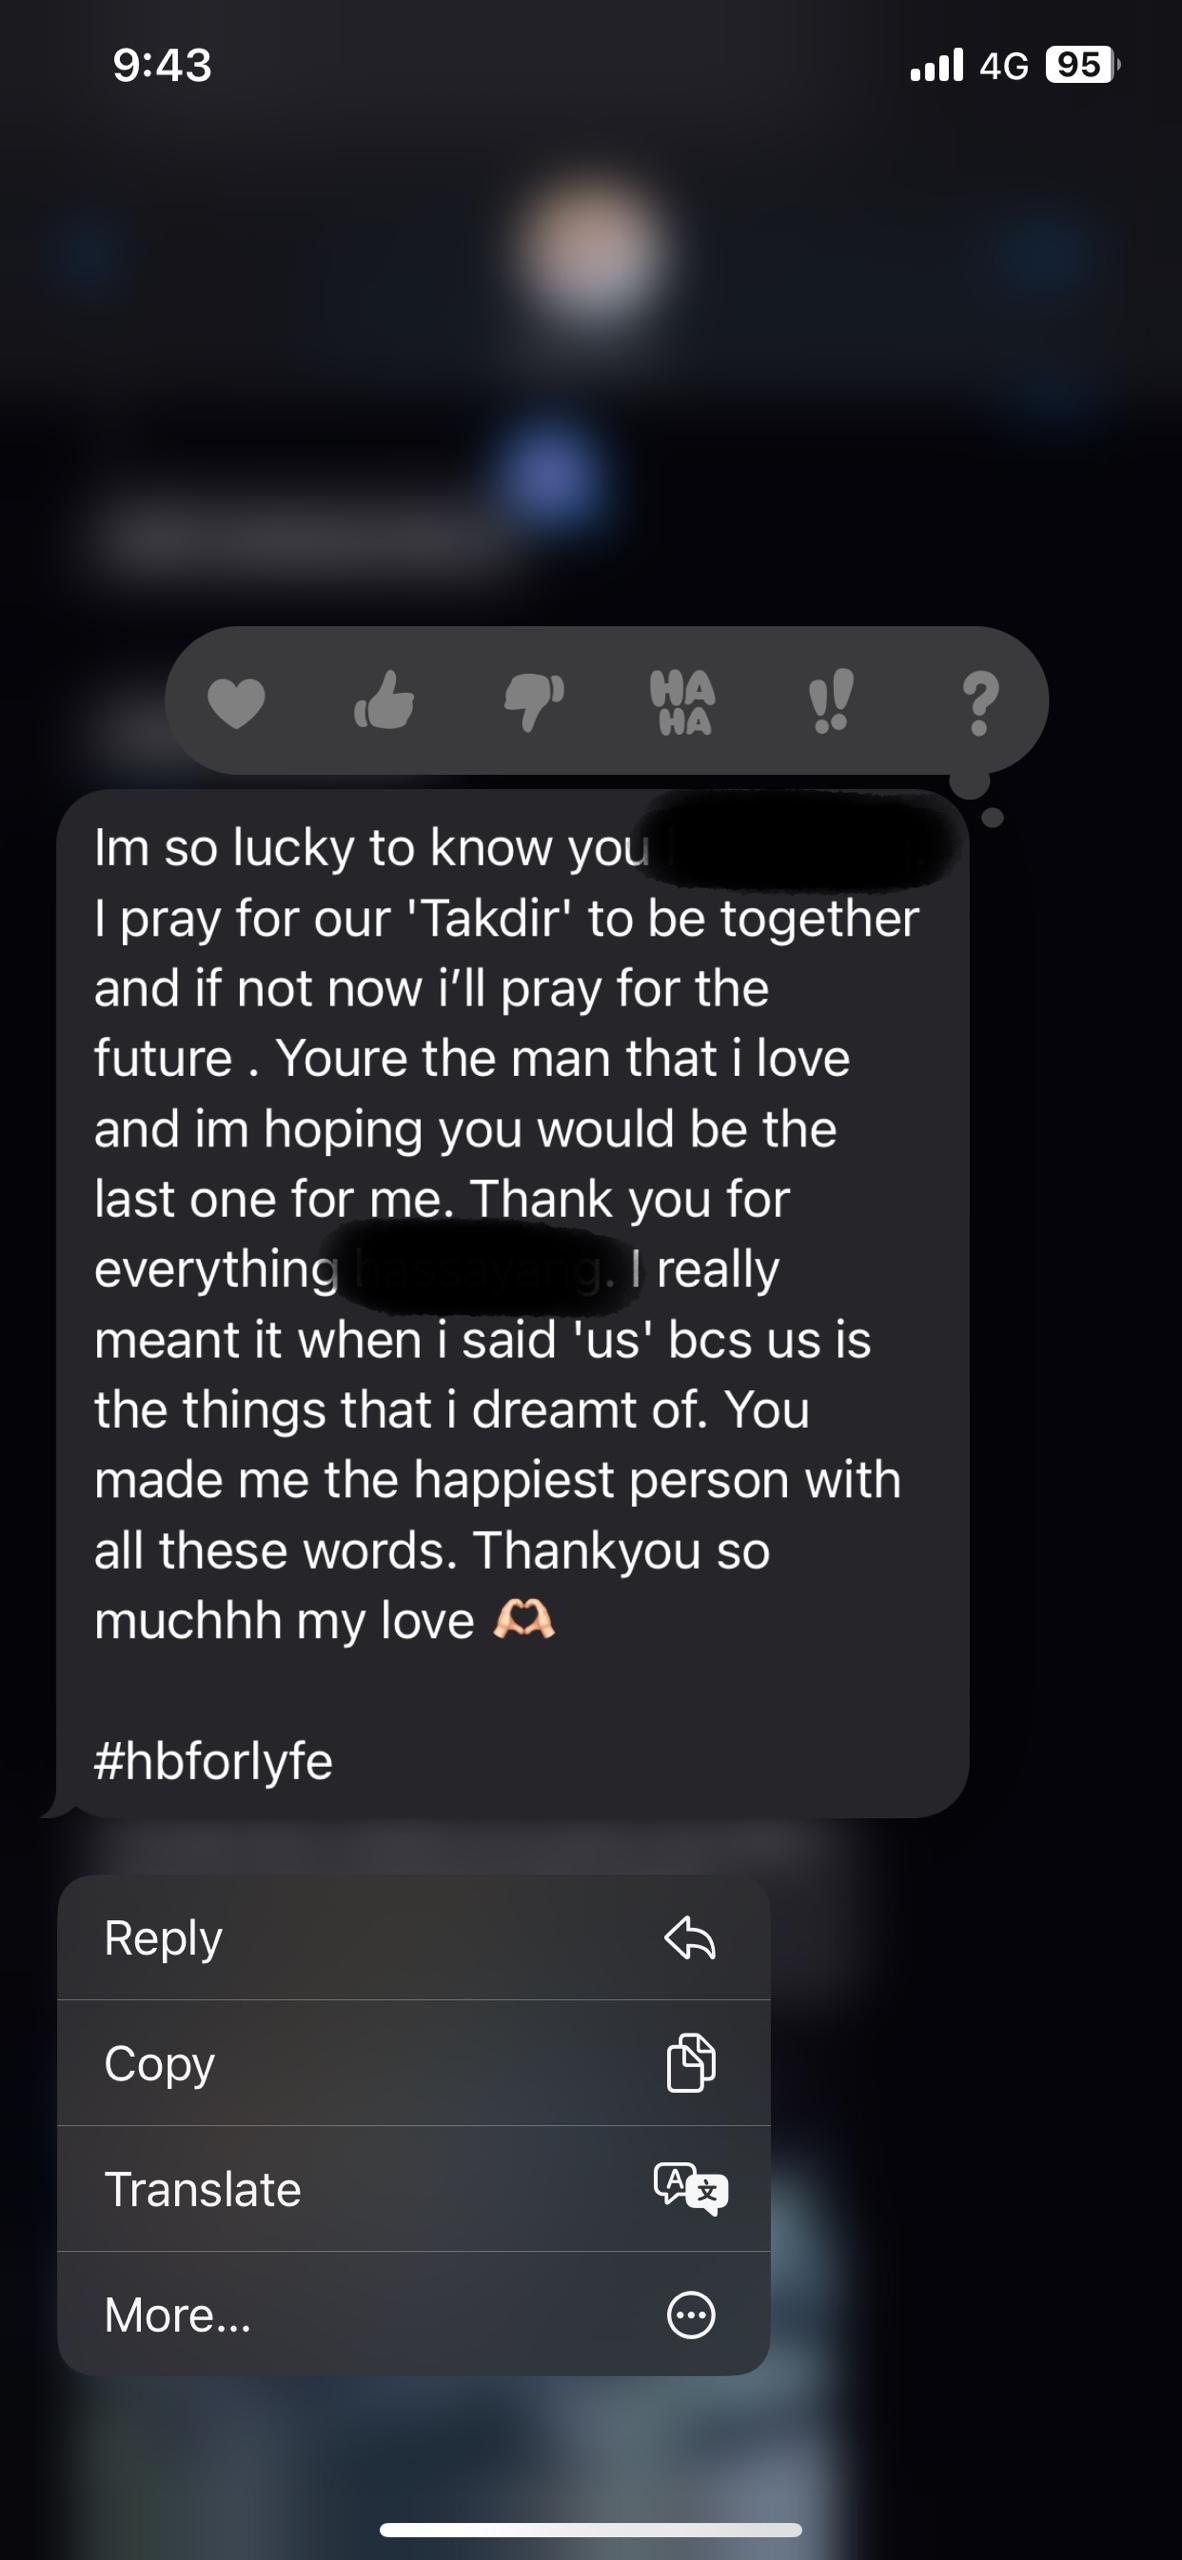 9:43
4G
95
HA
HA
!!
?
Im so lucky to know you
I pray for our 'Takdir' to be together
and if not now i’ll pray for the
future . Youre the man that i love
and im hoping you would be the
last one for me. Thank you for
everything . I really
meant it when i said 'us' bcs us is
the things that i dreamt of. You
made me the happiest person with
all these words. Thankyou so
muchhh my love 🫶🏻
#hbforlyfe
Reply
Copy
Translate
A 文
More...